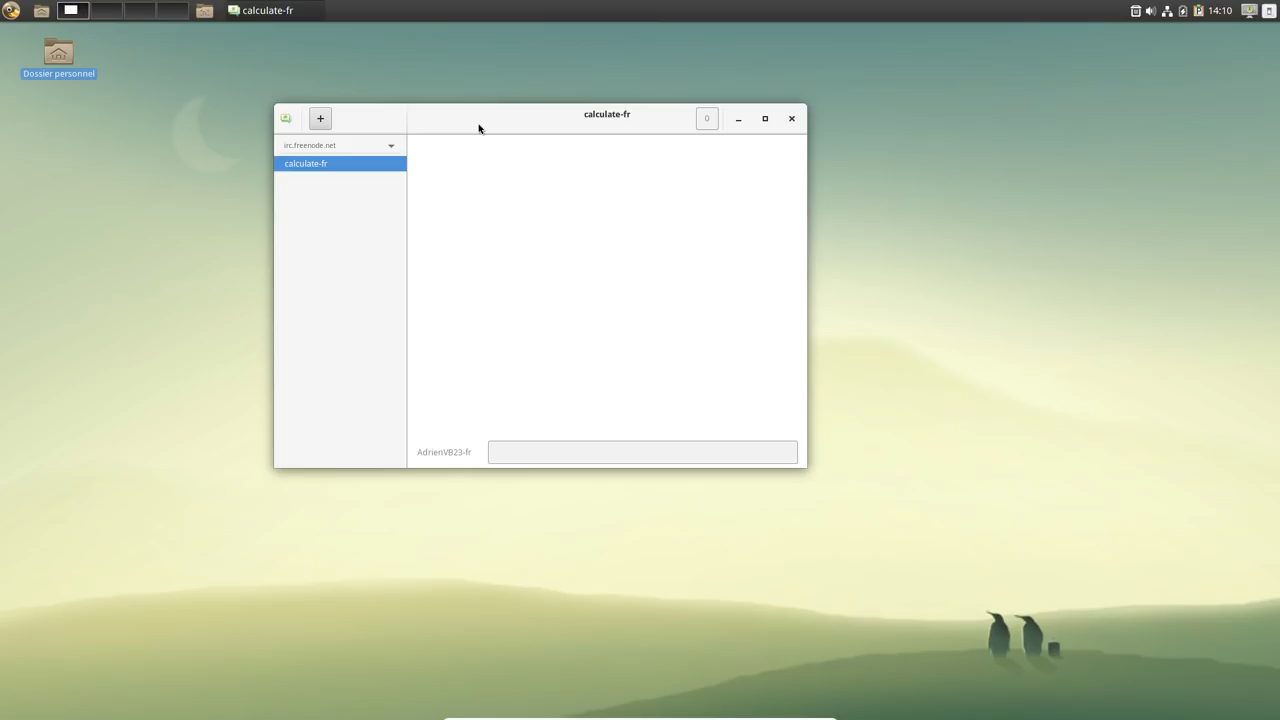 calculate-fr
14:10
Dossier personnel
+
calculate-fr
0
irc.freenode.net
calculate-fr
AdrienVB23-fr